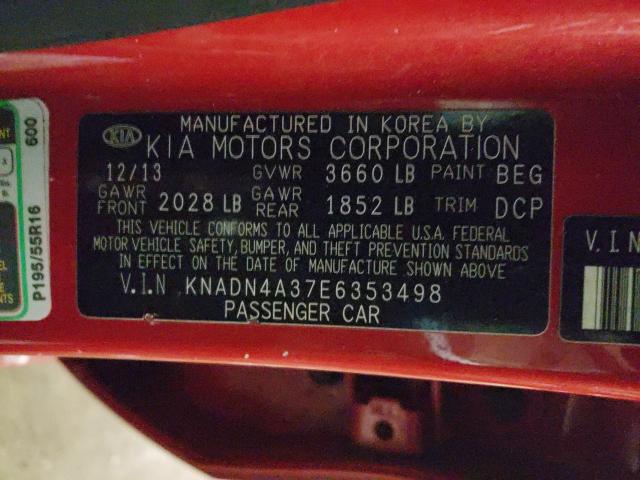 MANUFACTURED IN KOREA BY
KIA KIA MOTORS CORPORATION
12/13 GVWR 3660 LB PAINT BEG
GAWR FRONT 2028 LB GAWR REAR 1852 LB TRIM DCP
THIS VEHICLE CONFORMS TO ALL APPLICABLE U.S.A. FEDERAL
MOTOR VEHICLE SAFETY, BUMPER, AND THEFT PREVENTION STANDARDS
IN EFFECT ON THE DATE OF MANUFACTURE SHOWN ABOVE
V.I.N KNADN4A37E6353498
PASSENGER CAR
600
P195/55R16
V.I.N